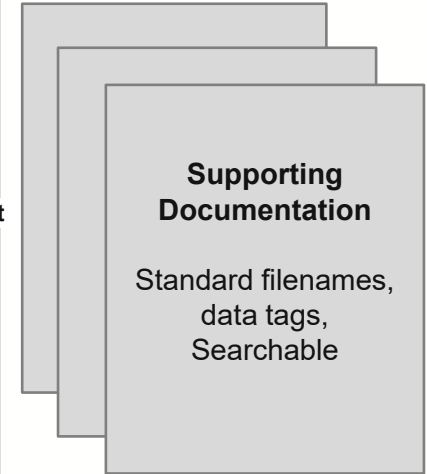 Supporting
Documentation
Standard filenames,
data tags,
Searchable